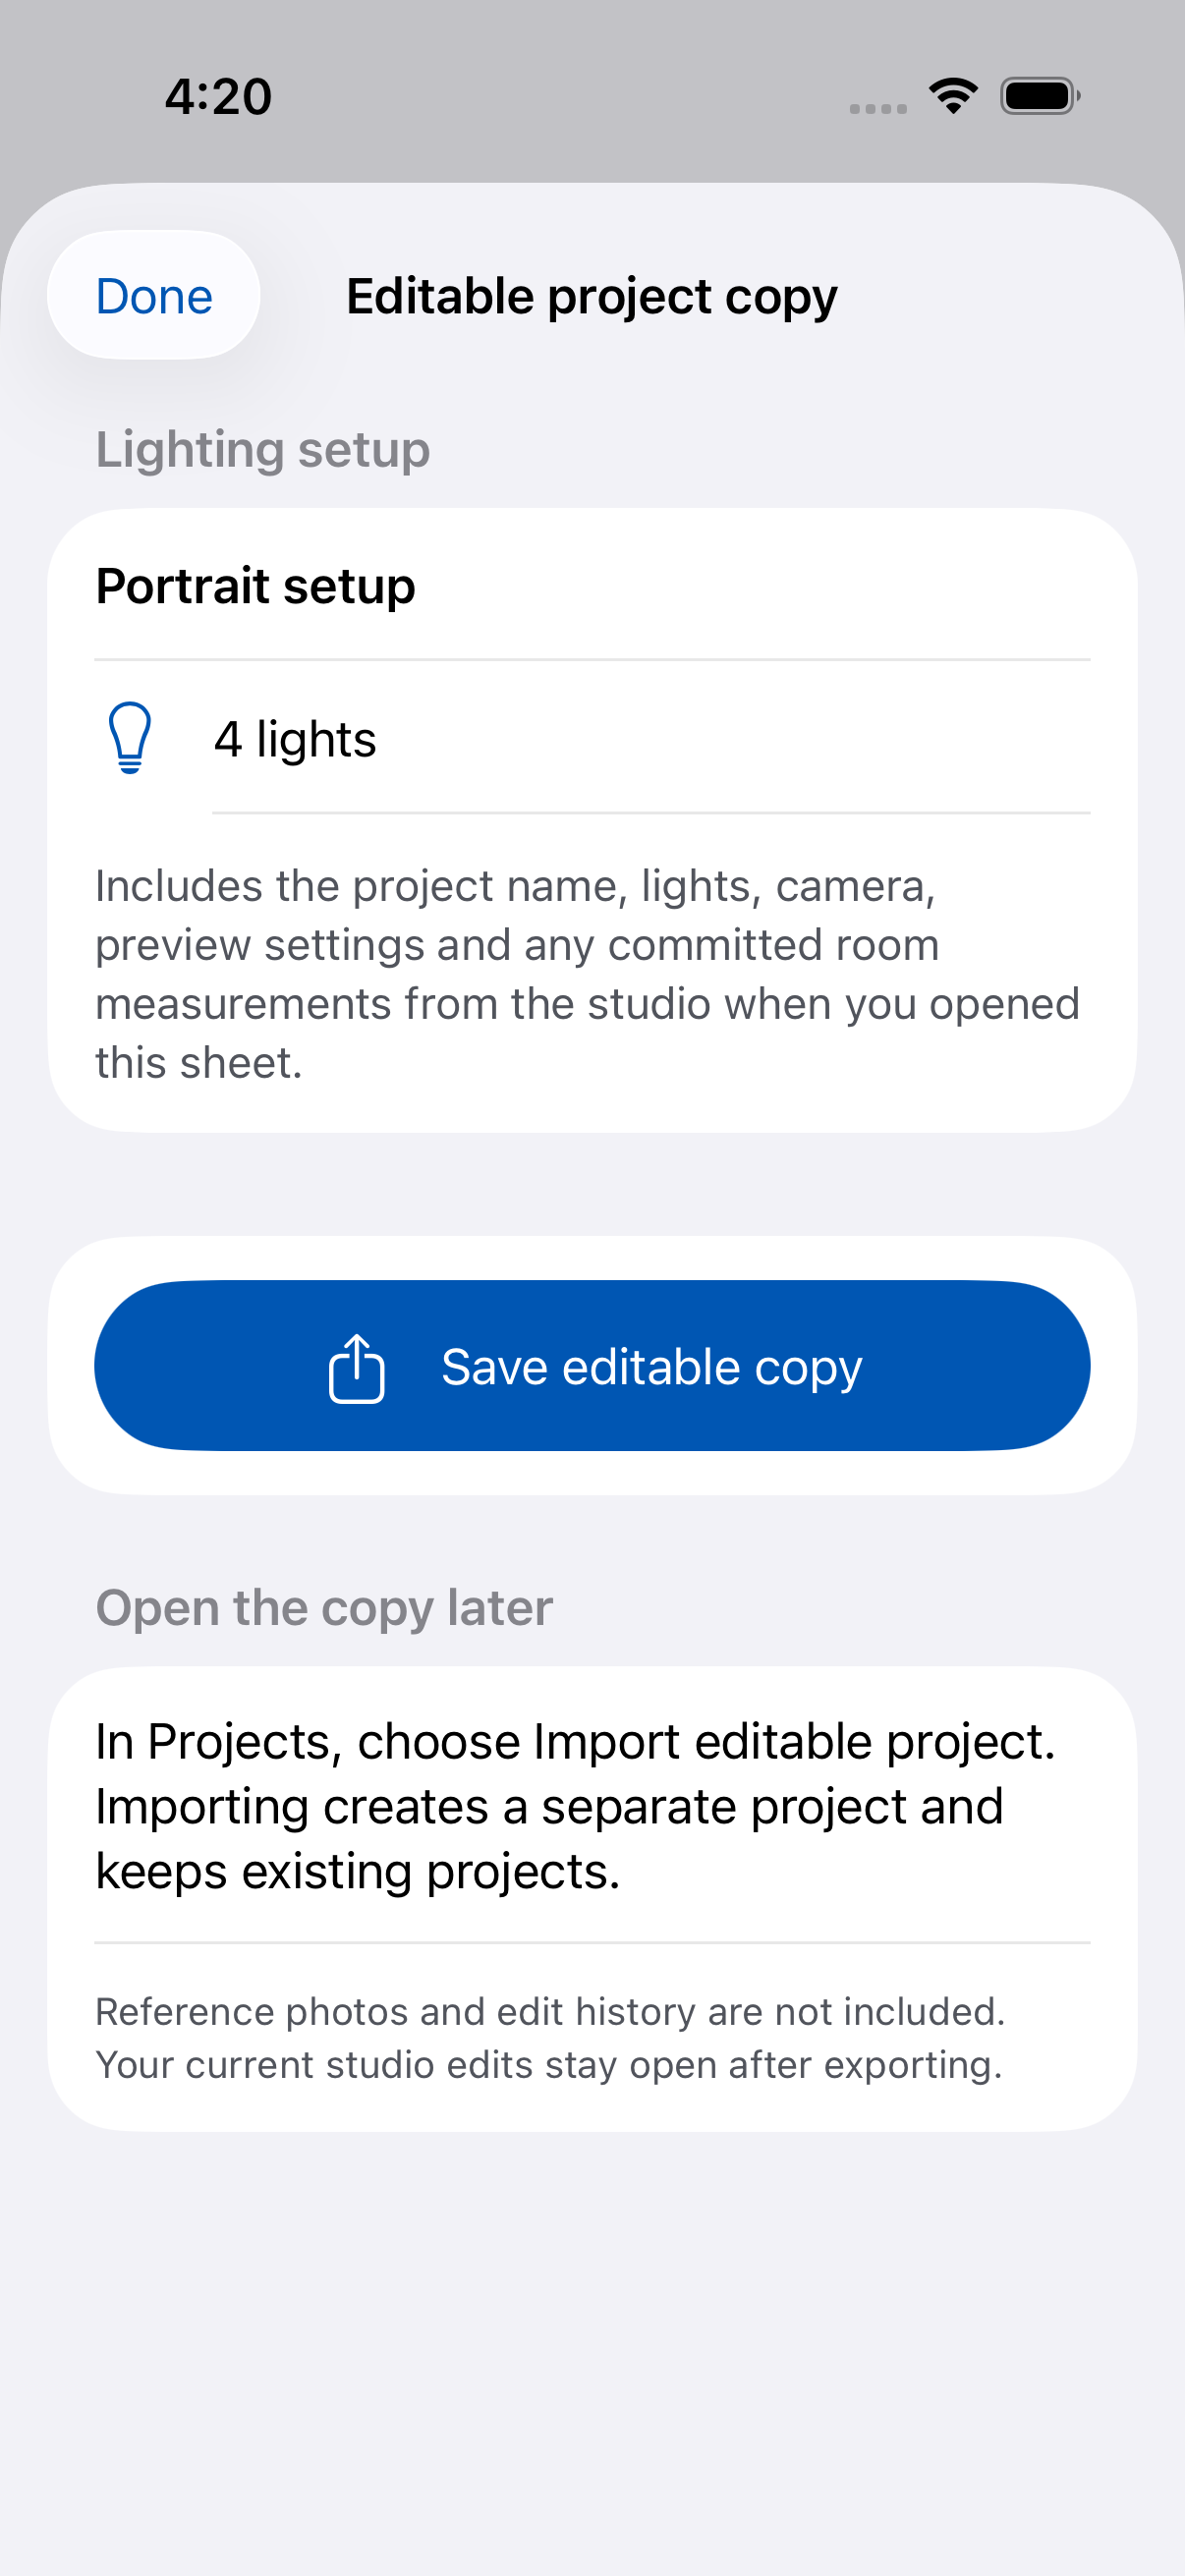 4:20
Done
Editable project copy
Lighting setup
Portrait setup
4 lights
Includes the project name, lights, camera,
preview settings and any committed room
measurements from the studio when you opened
this sheet.
Save editable copy
Open the copy later
In Projects, choose Import editable project.
Importing creates a separate project and
keeps existing projects.
Reference photos and edit history are not included.
Your current studio edits stay open after exporting.